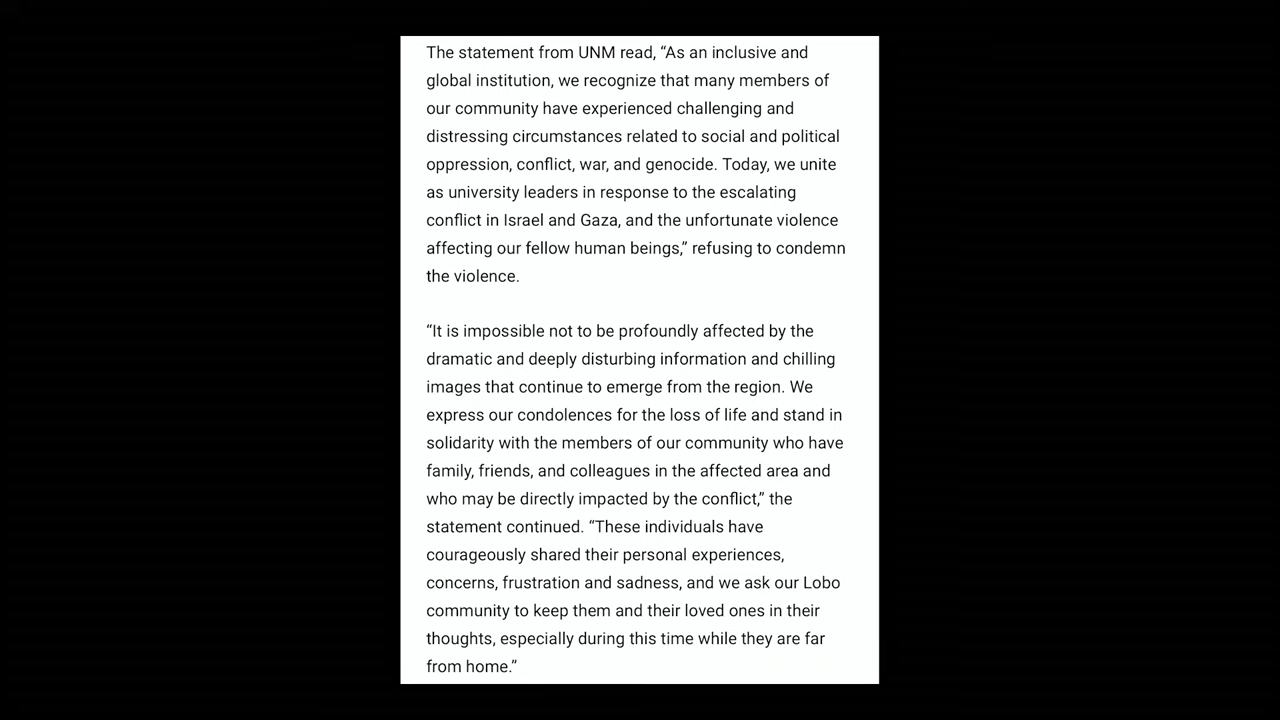 The statement from UNM read, “As an inclusive and
global institution, we recognize that many members of
our community have experienced challenging and
distressing circumstances related to social and political
oppression, conflict, war, and genocide. Today, we unite
as university leaders in response to the escalating
conflict in Israel and Gaza, and the unfortunate violence
affecting our fellow human beings,” refusing to condemn
the violence.
“It is impossible not to be profoundly affected by the
dramatic and deeply disturbing information and chilling
images that continue to emerge from the region. We
express our condolences for the loss of life and stand in
solidarity with the members of our community who have
family, friends, and colleagues in the affected area and
who may be directly impacted by the conflict,” the
statement continued. “These individuals have
courageously shared their personal experiences,
concerns, frustration and sadness, and we ask our Lobo
community to keep them and their loved ones in their
thoughts, especially during this time while they are far
from home.”